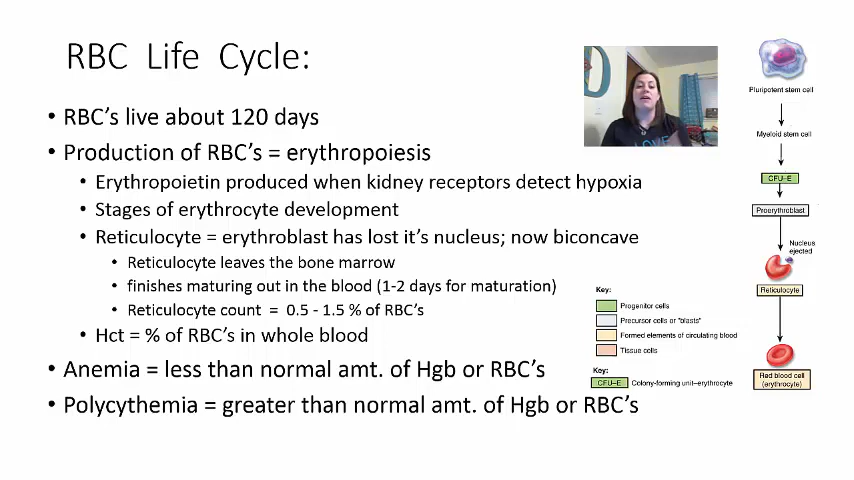 RBC Life Cycle:
• RBC's live about 120 days
• Production of RBC's = erythropoiesis
• Erythropoietin produced when kidney receptors detect hypoxia
• Stages of erythrocyte development
• Reticulocyte = erythroblast has lost it's nucleus; now biconcave
• Reticulocyte leaves the bone marrow
• finishes maturing out in the blood (1-2 days for maturation)
• Reticulocyte count = 0.5 - 1.5 % of RBC's
• Hct = % of RBC's in whole blood
• Anemia = less than normal amt. of Hgb or RBC's
• Polycythemia = greater than normal amt. of Hgb or RBC's
LOVE
Pluripotent stem cell
Myeloid stem cell
CFU–E
Proerythroblast
Nucleus
ejected
Reticulocyte
Red blood cell
(erythrocyte)
Key:
Progenitor cells
Precursor cells or "blasts"
Formed elements of circulating blood
Tissue cells
Key:
CFU–E Colony-forming unit–erythrocyte